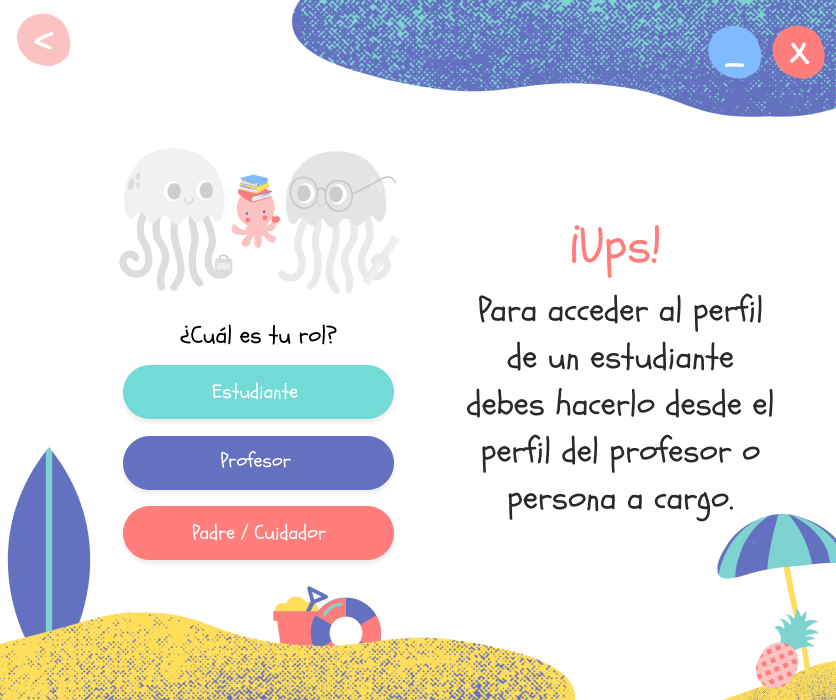 <
_
X
¿Cuál es tu rol?
Estudiante
Profesor
Padre / Cuidador
¡Ups!
Para acceder al perfil
de un estudiante
debes hacerlo desde el
perfil del profesor o
persona a cargo.